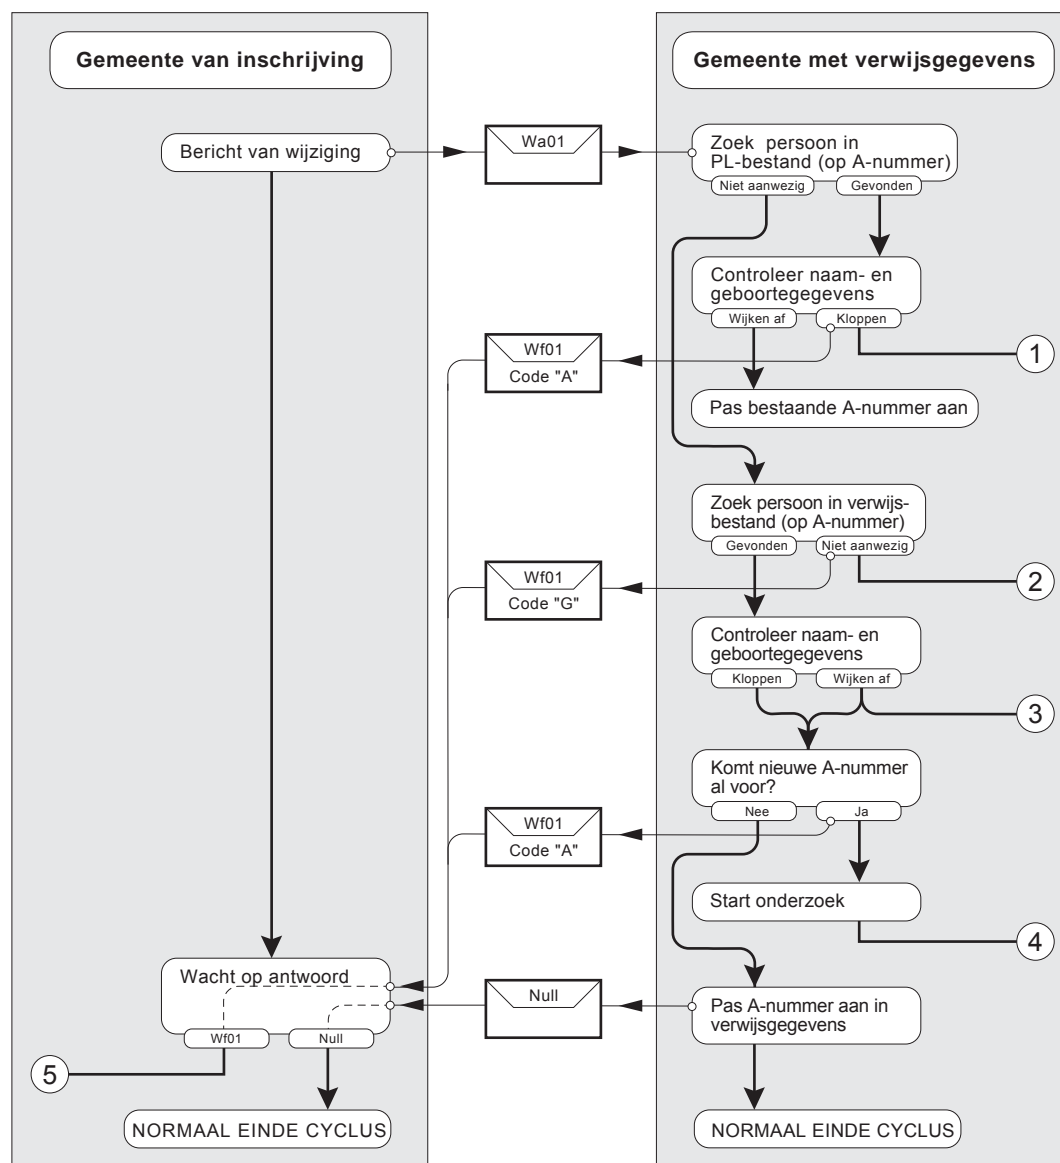 Gemeente van inschrijving
Gemeente met verwijsgegevens
Bericht van wijziging
Wa01
Zoek persoon in
PL-bestand (op A-nummer)
Niet aanwezig
Gevonden
Controleer naam- en
geboortegegevens
Wijken af
Kloppen
Wf01
Code "A"
1
Pas bestaande A-nummer aan
Zoek persoon in verwijs-
bestand (op A-nummer)
Gevonden
Niet aanwezig
Wf01
Code "G"
2
Controleer naam- en
geboortegegevens
Kloppen
Wijken af
3
Komt nieuwe A-nummer
al voor?
Nee
Ja
Wf01
Code "A"
Start onderzoek
4
Wacht op antwoord
Wf01
Null
Null
Pas A-nummer aan in
verwijsgegevens
5
NORMAAL EINDE CYCLUS
NORMAAL EINDE CYCLUS